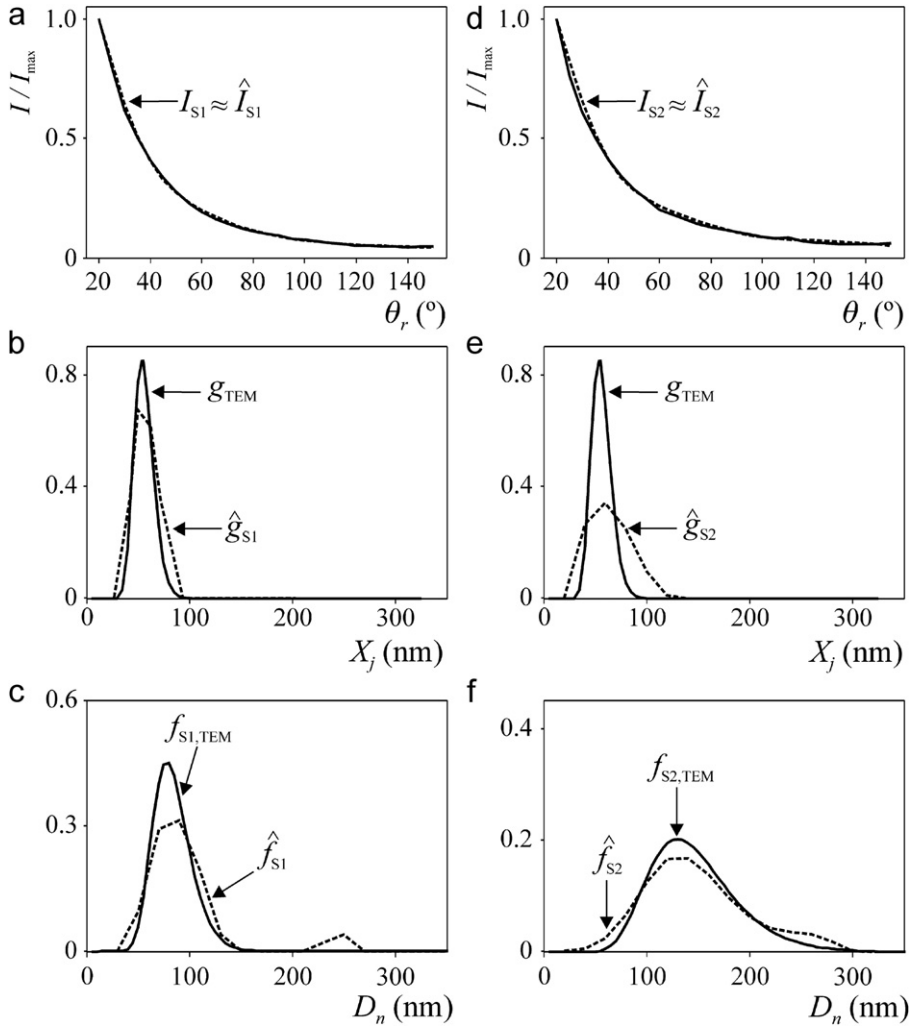 a
1.0
0.5
0
I / I_max
I_S1 ≈ Î_S1
20 40 60 80 100 120 140
θ_r (º)
b
0.8
0.4
0
g_TEM
ĝ_S1
0 100 200 300
X_j (nm)
c
0.6
0.3
0
f_S1,TEM
f̂_S1
0 100 200 300
D_n (nm)
d
1.0
0.5
0
I / I_max
I_S2 ≈ Î_S2
20 40 60 80 100 120 140
θ_r (º)
e
0.8
0.4
0
g_TEM
ĝ_S2
0 100 200 300
X_j (nm)
f
0.4
0.2
0
f_S2,TEM
f̂_S2
0 100 200 300
D_n (nm)